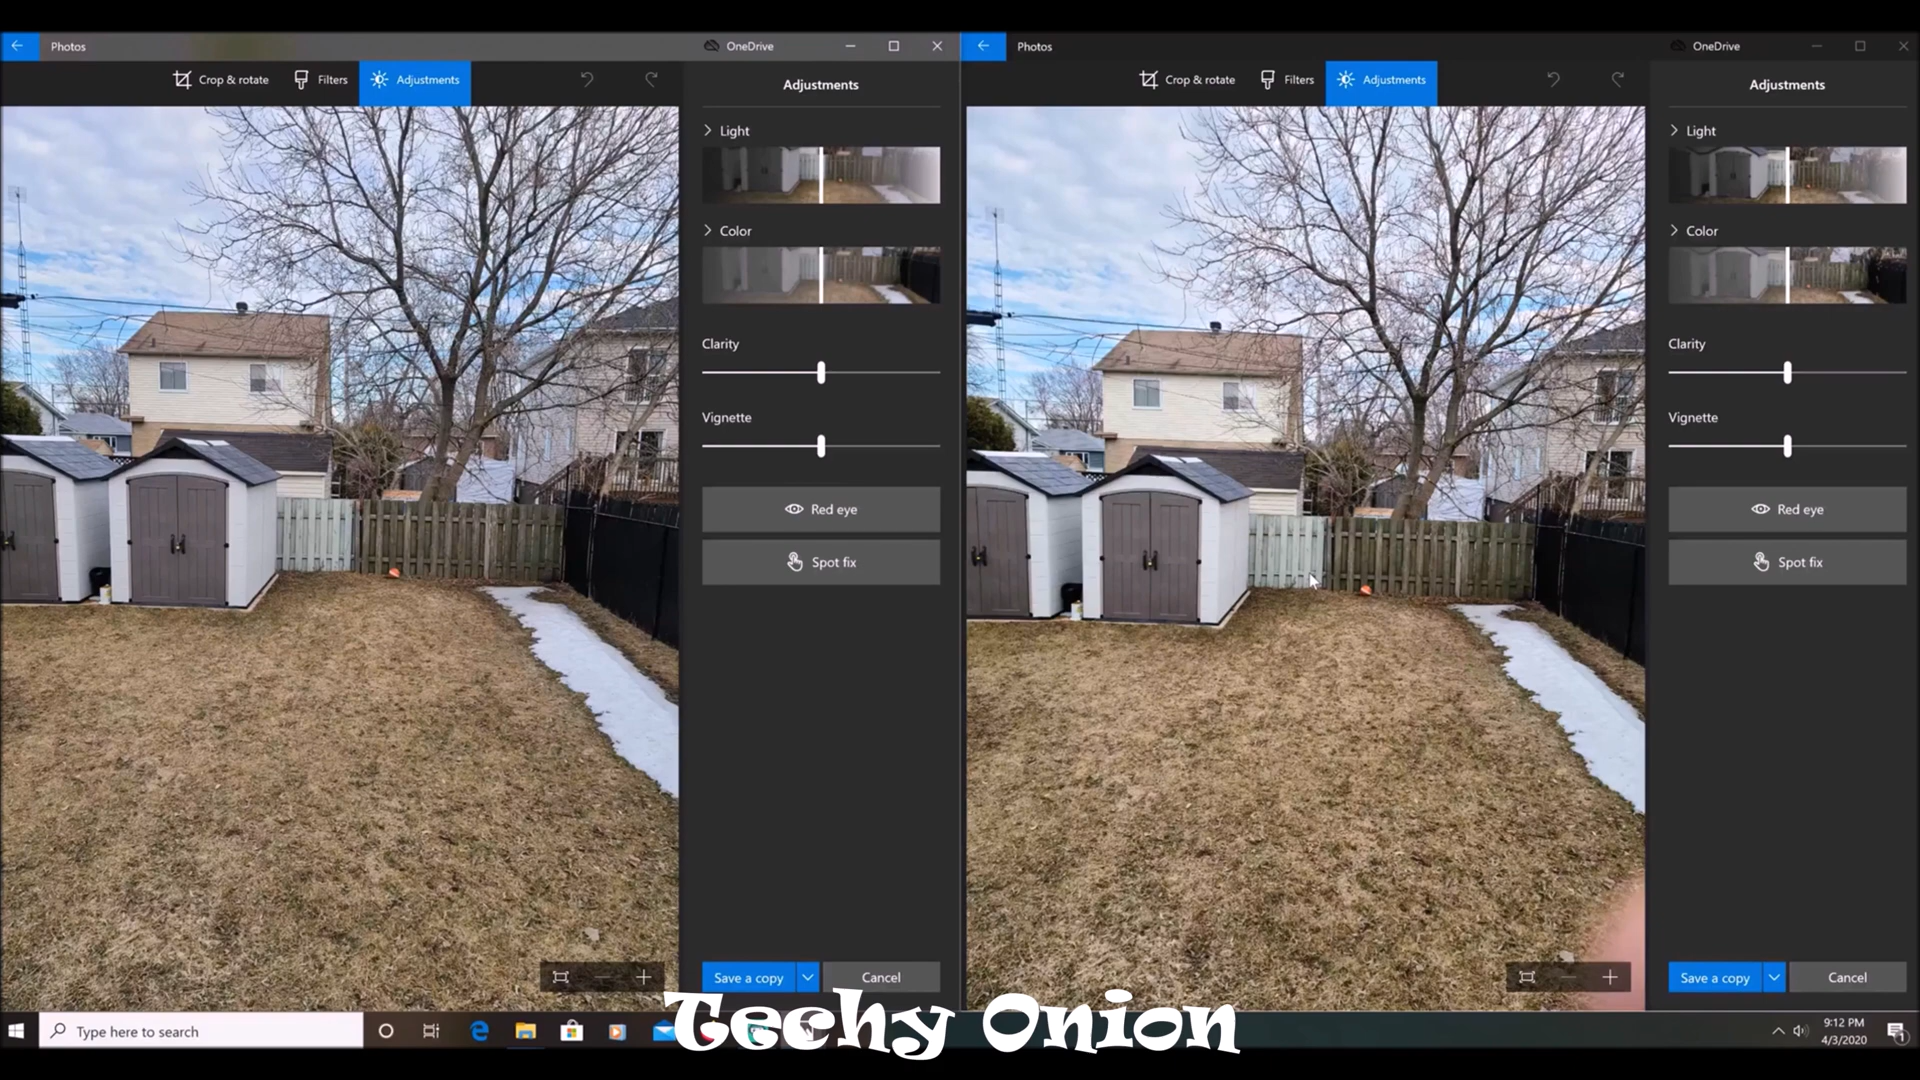 Photos
OneDrive
Crop & rotate
Filters
Adjustments
Adjustments
Light
Color
Clarity
Vignette
Red eye
Spot fix
Save a copy
Cancel
Photos
OneDrive
Crop & rotate
Filters
Adjustments
Adjustments
Light
Color
Clarity
Vignette
Red eye
Spot fix
Save a copy
Cancel
Techy Onion
Type here to search
9:12 PM
4/3/2020
1